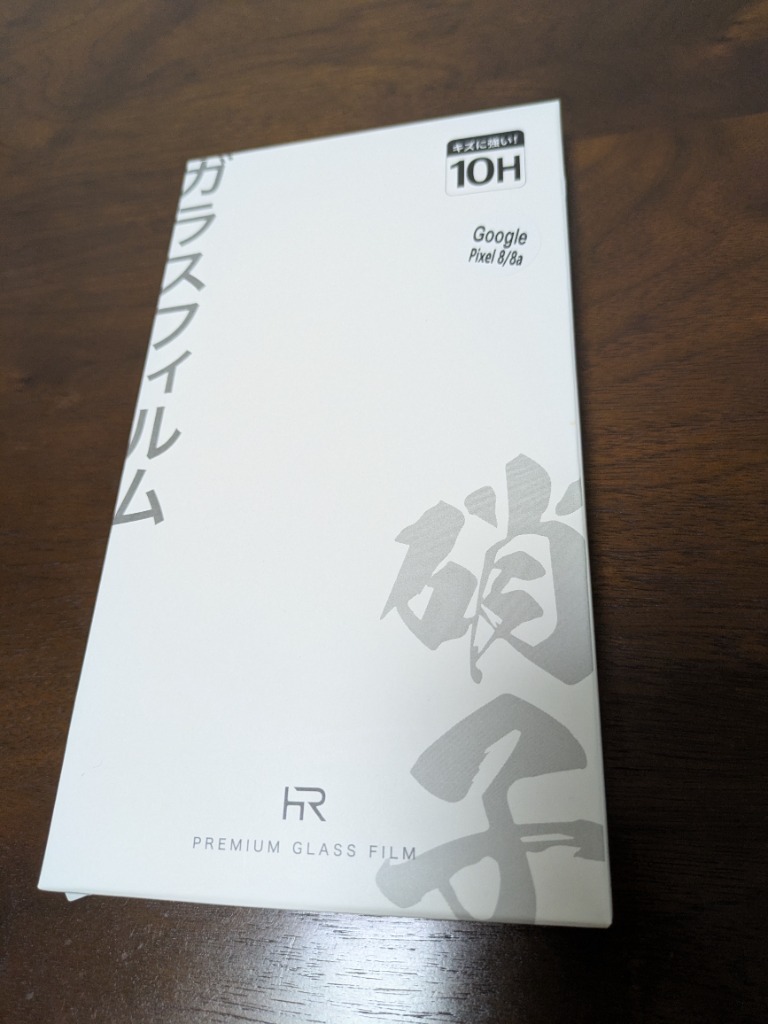 ガラスフィルム
キズに強い!
10H
Google
Pixel 8/8a
硝子
HR
PREMIUM GLASS FILM